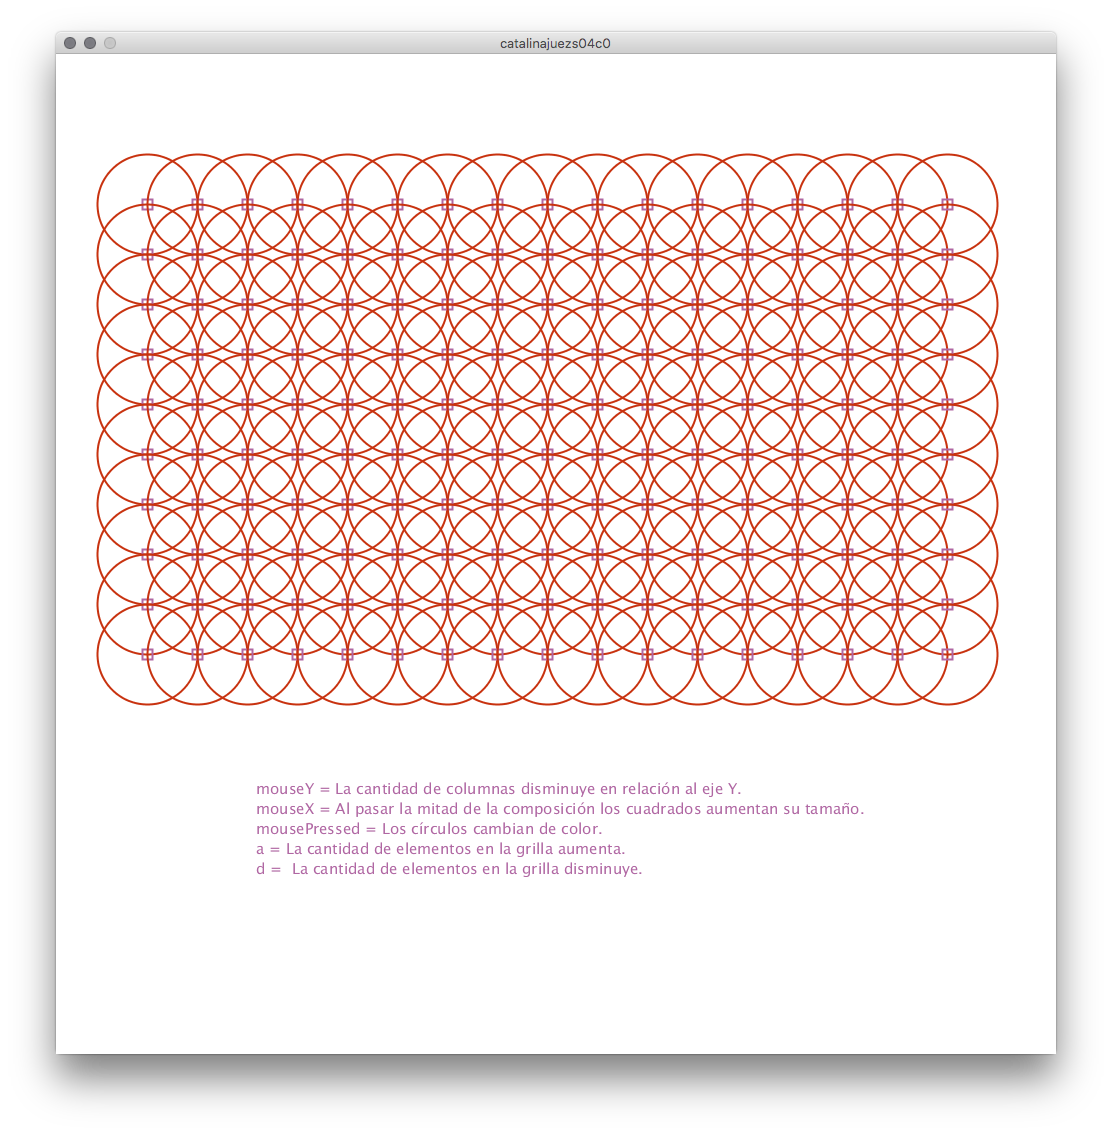 catalinajuezs04c0
mouseY = La cantidad de columnas disminuye en relación al eje Y.
mouseX = Al pasar la mitad de la composición los cuadrados aumentan su tamaño.
mousePressed = Los círculos cambian de color.
a = La cantidad de elementos en la grilla aumenta.
d =  La cantidad de elementos en la grilla disminuye.